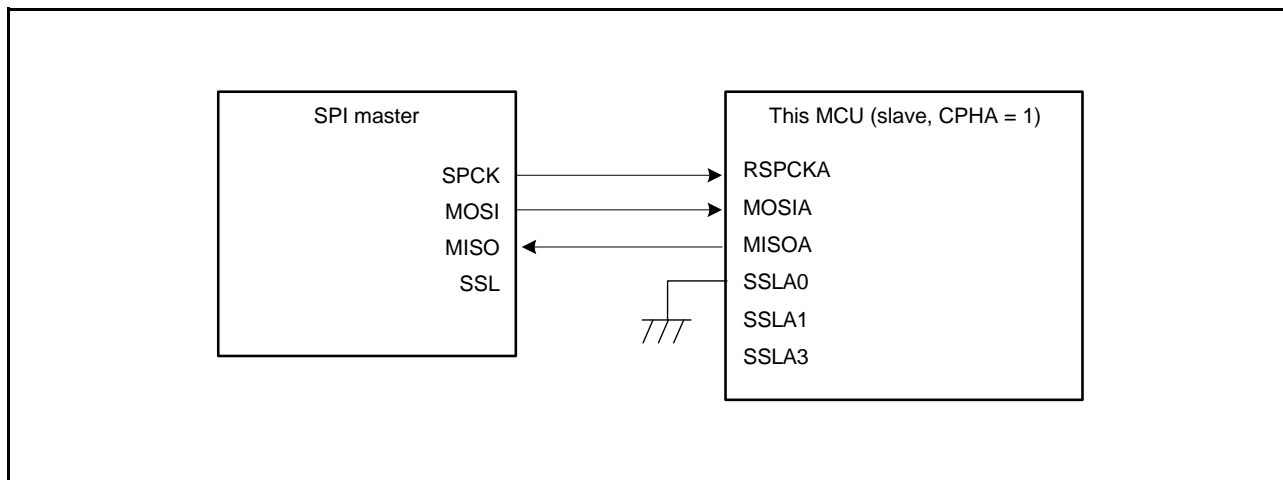 SPI master
SPCK
MOSI
MISO
SSL
This MCU (slave, CPHA = 1)
RSPCKA
MOSIA
MISOA
SSLA0
SSLA1
SSLA3